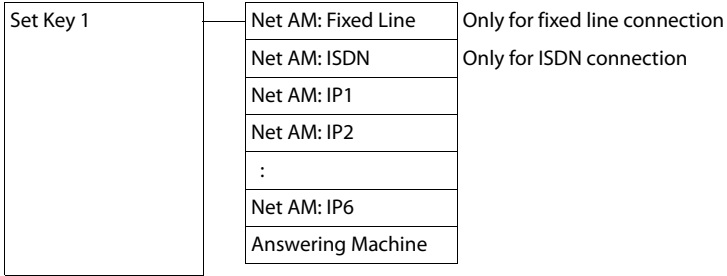 Set Key 1 Net AM: Fixed Line Only for fixed line connection
Net AM: ISDN Only for ISDN connection
Net AM: IP1
Net AM: IP2
:
Net AM: IP6
Answering Machine